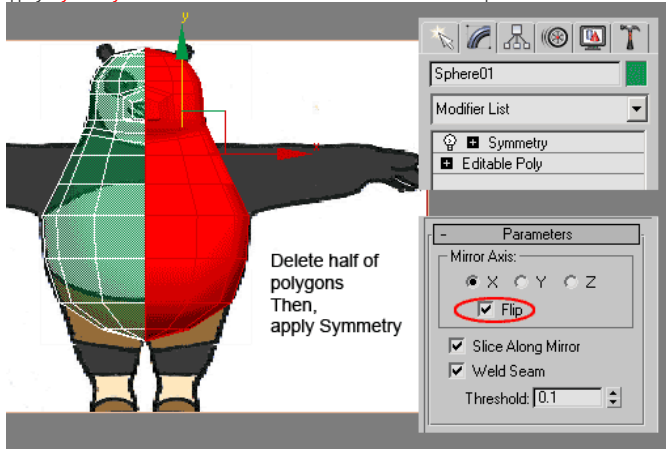 y
x
Delete half of
polygons
Then,
apply Symmetry
Sphere01
Modifier List
Symmetry
Editable Poly
- Parameters
Mirror Axis:
X Y Z
Flip
Slice Along Mirror
Weld Seam
Threshold: 0.1